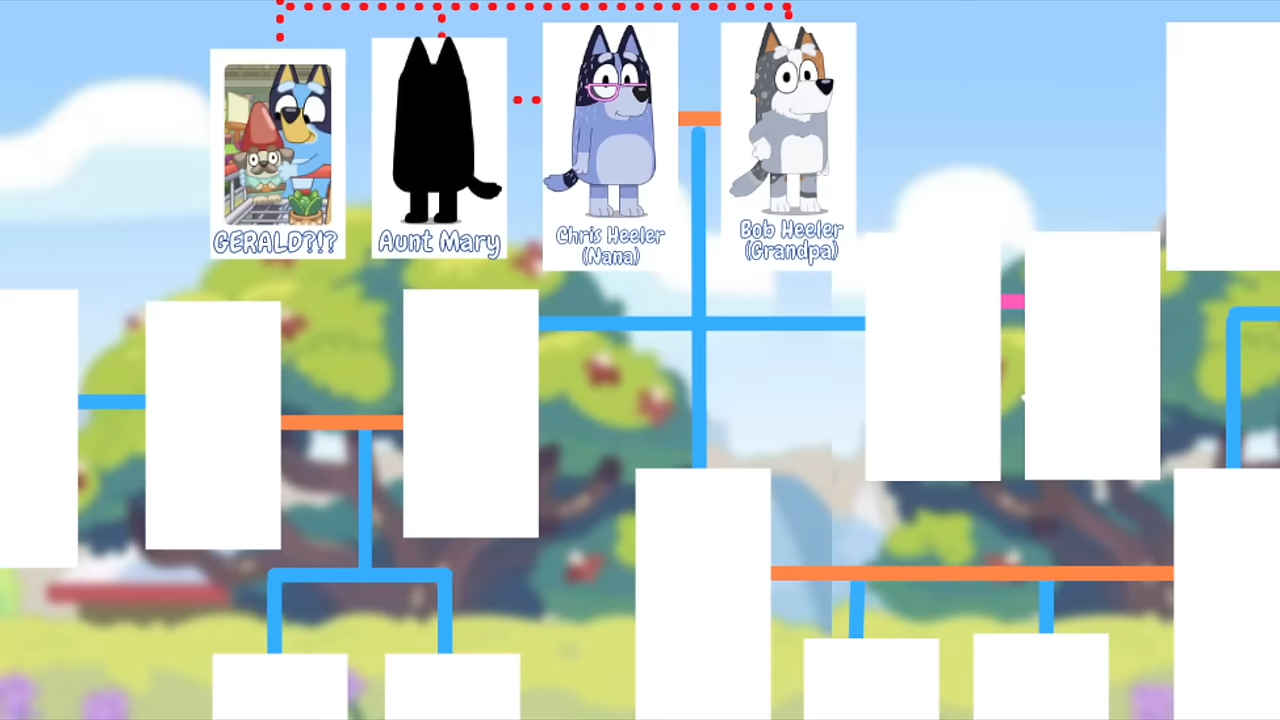 GERALD?!?
Aunt Mary
Chris Heeler
(Nana)
Bob Heeler
(Grandpa)